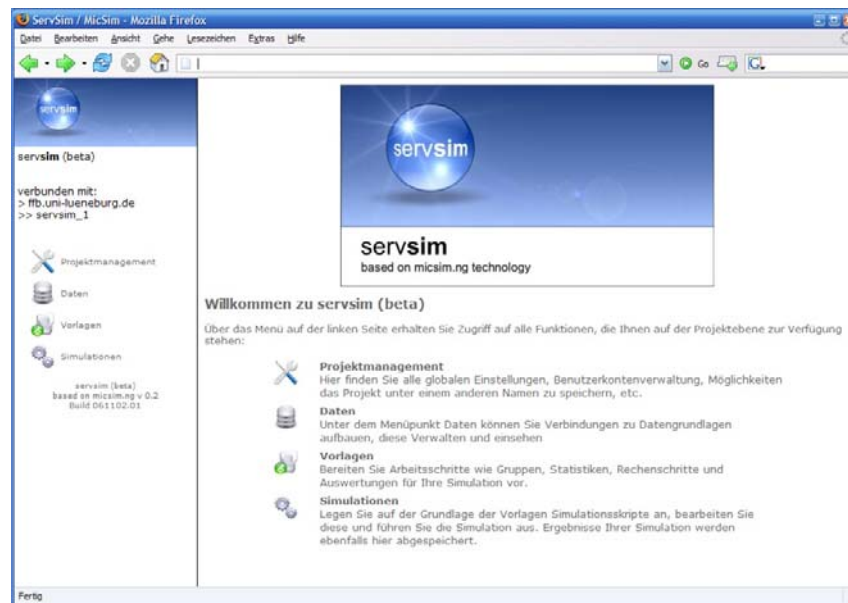 ServSim / MicSim - Mozilla Firefox
Datei Bearbeiten Ansicht Gehe Lesezeichen Extras Hilfe
Go
servsim
servsim (beta)
verbunden mit:
> ffb.uni-lueneburg.de
>> servsim_1
Projektmanagement
Daten
Vorlagen
Simulationen
servsim (beta)
based on micsim.ng v 0.2
Build 061102.01
servsim
servsim
based on micsim.ng technology
Willkommen zu servsim (beta)
Über das Menü auf der linken Seite erhalten Sie Zugriff auf alle Funktionen, die Ihnen auf der Projektebene zur Verfügung
stehen:
Projektmanagement
Hier finden Sie alle globalen Einstellungen, Benutzerkontenverwaltung, Möglichkeiten
das Projekt unter einem anderen Namen zu speichern, etc.
Daten
Unter dem Menüpunkt Daten können Sie Verbindungen zu Datengrundlagen
aufbauen, diese Verwalten und einsehen
Vorlagen
Bereiten Sie Arbeitsschritte wie Gruppen, Statistiken, Rechenschritte und
Auswertungen für Ihre Simulation vor.
Simulationen
Legen Sie auf der Grundlage der Vorlagen Simulationsskripte an, bearbeiten Sie
diese und führen Sie die Simulation aus. Ergebnisse Ihrer Simulation werden
ebenfalls hier abgespeichert.
Fertig